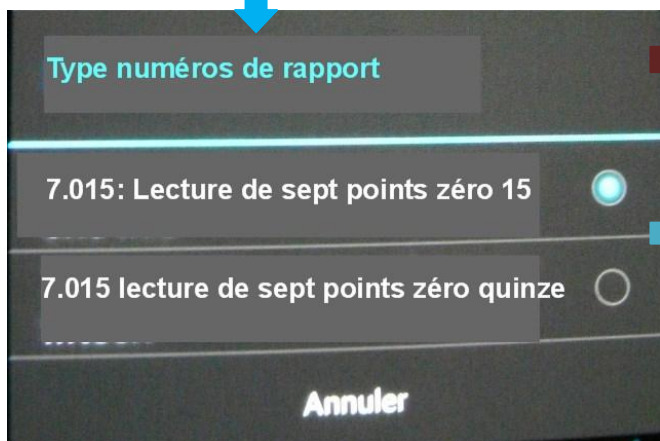 Type numéros de rapport
7.015: Lecture de sept points zéro 15
7.015 lecture de sept points zéro quinze
Annuler